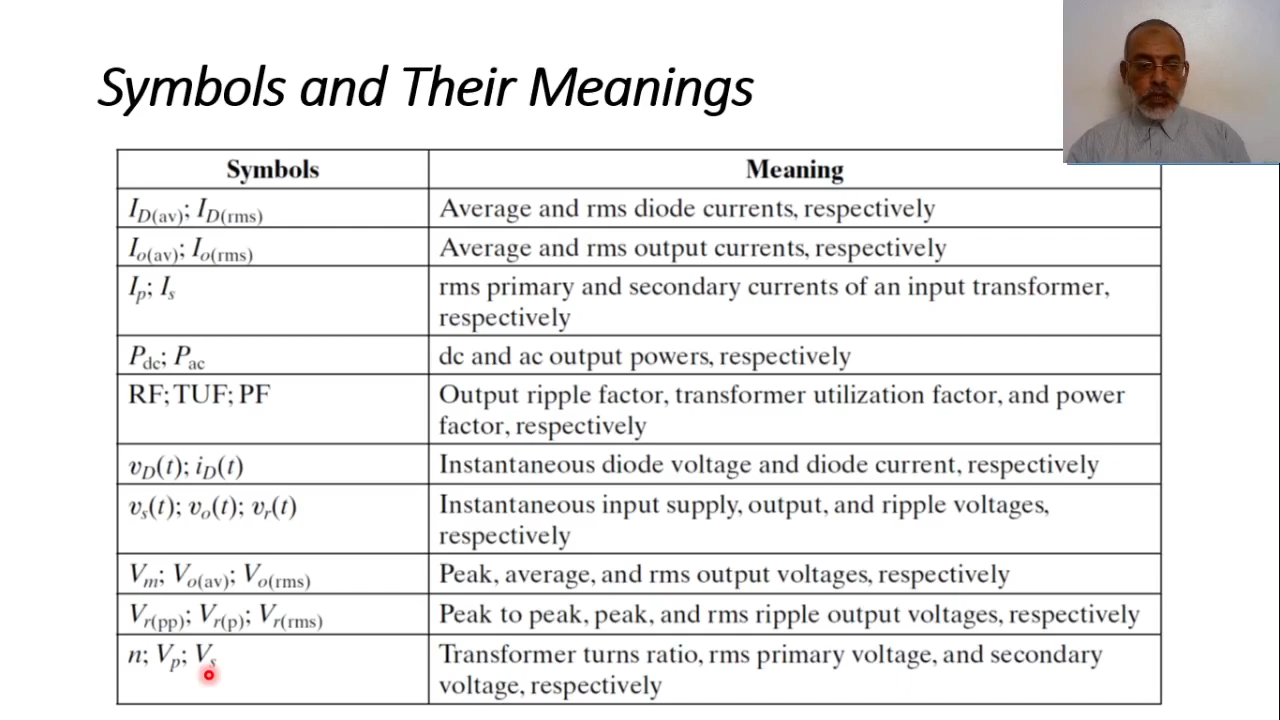 Symbols and Their Meanings
Symbols Meaning
I_D(av); I_D(rms) Average and rms diode currents, respectively
I_o(av); I_o(rms) Average and rms output currents, respectively
I_p; I_s rms primary and secondary currents of an input transformer,
respectively
P_dc; P_ac dc and ac output powers, respectively
RF; TUF; PF Output ripple factor, transformer utilization factor, and power
factor, respectively
v_D(t); i_D(t) Instantaneous diode voltage and diode current, respectively
v_s(t); v_o(t); v_r(t) Instantaneous input supply, output, and ripple voltages,
respectively
V_m; V_o(av); V_o(rms) Peak, average, and rms output voltages, respectively
V_r(pp); V_r(p); V_r(rms) Peak to peak, peak, and rms ripple output voltages, respectively
n; V_p; V_s Transformer turns ratio, rms primary voltage, and secondary
voltage, respectively